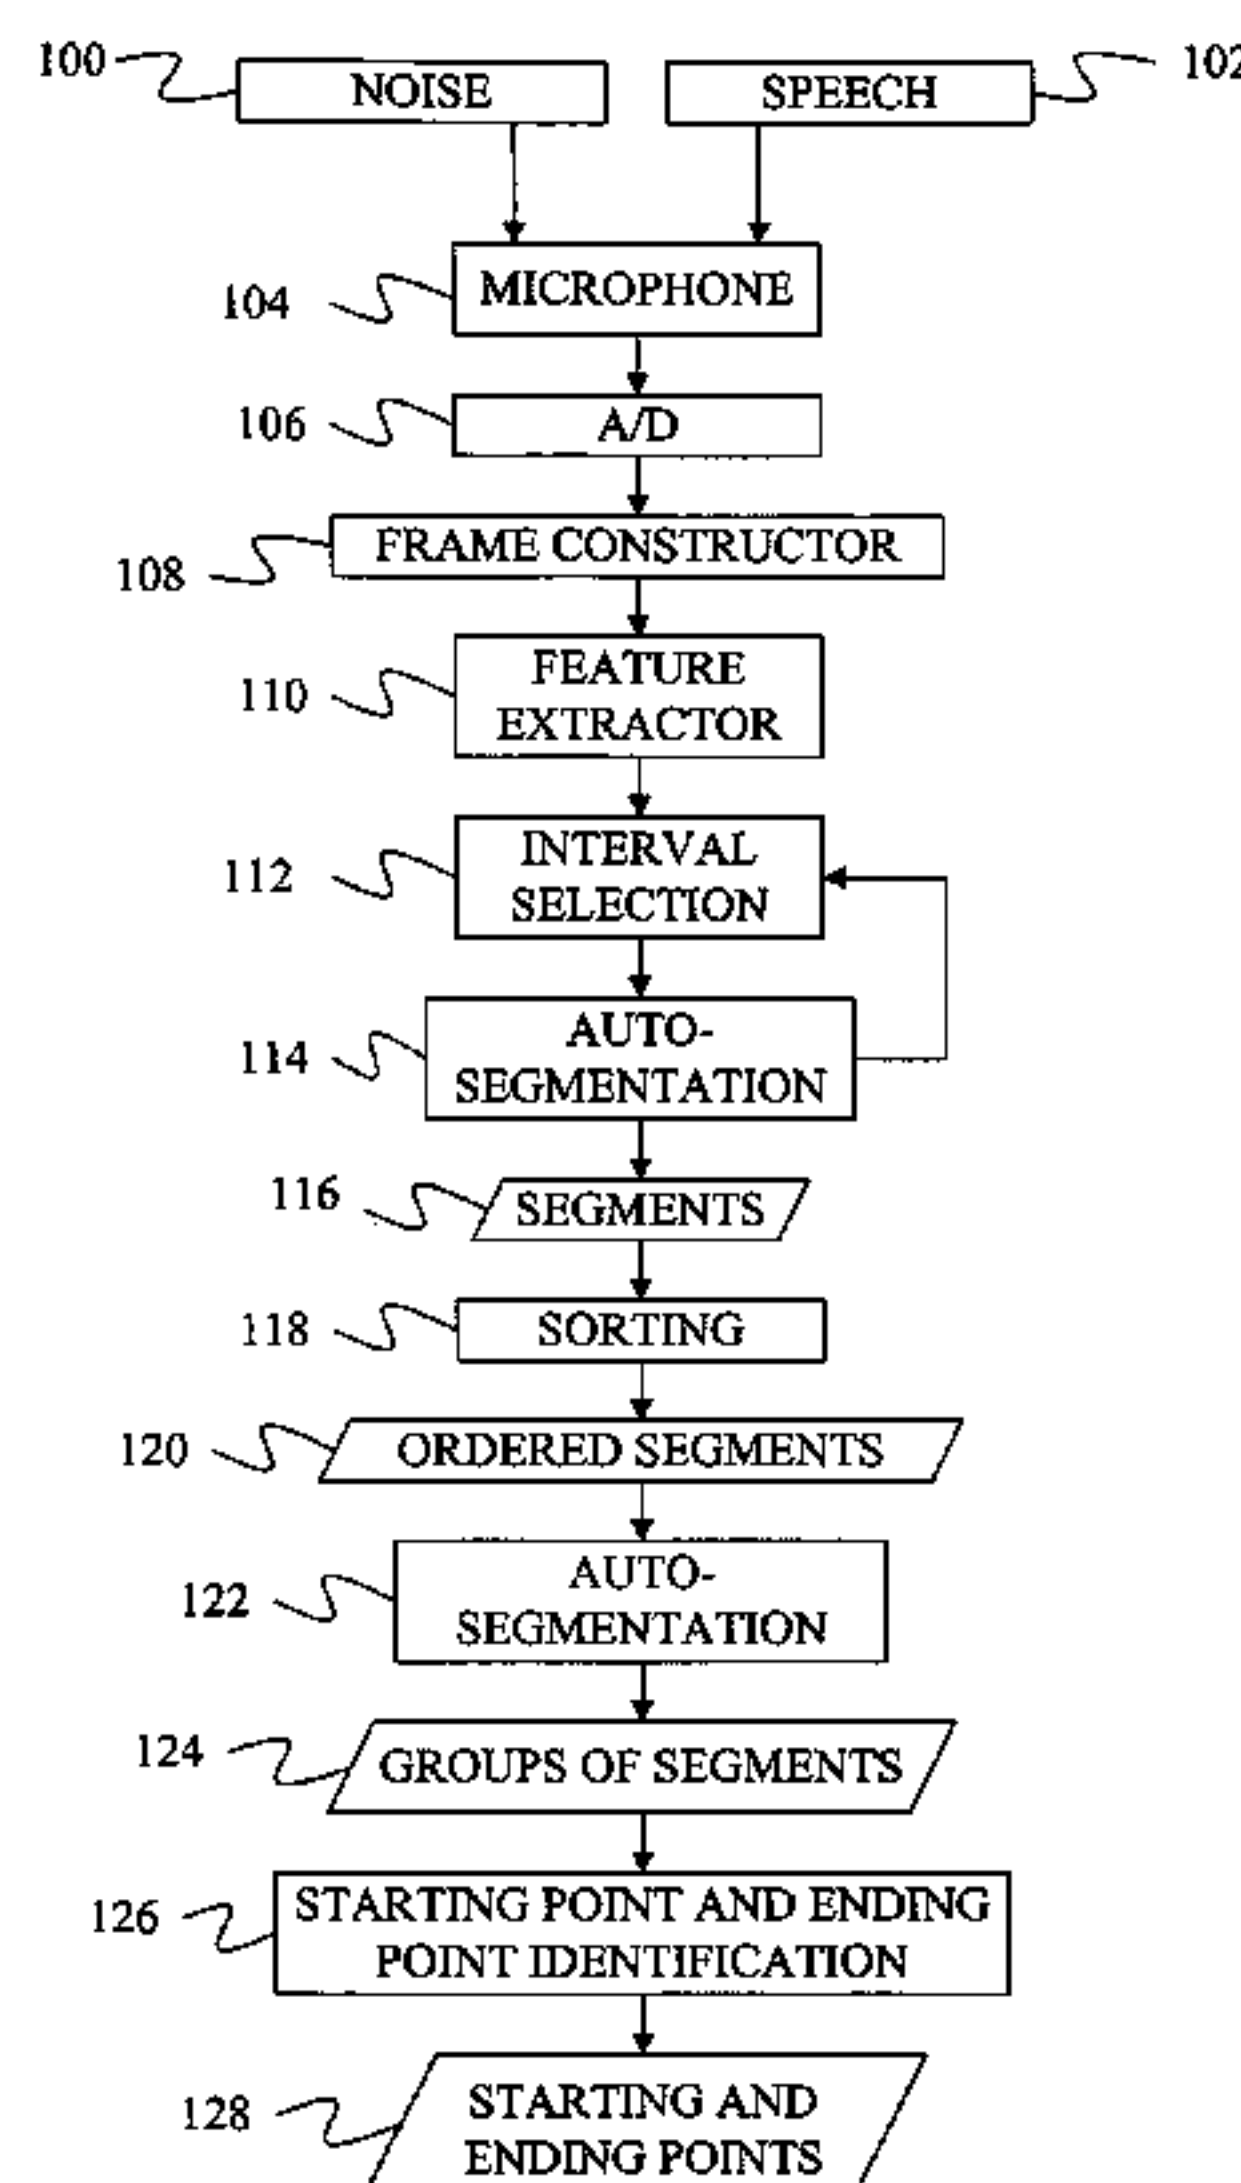 100
NOISE
SPEECH
102
104
MICROPHONE
106
A/D
108
FRAME CONSTRUCTOR
110
FEATURE
EXTRACTOR
112
INTERVAL
SELECTION
114
AUTO-
SEGMENTATION
116
SEGMENTS
118
SORTING
120
ORDERED SEGMENTS
122
AUTO-
SEGMENTATION
124
GROUPS OF SEGMENTS
126
STARTING POINT AND ENDING
POINT IDENTIFICATION
128
STARTING AND
ENDING POINTS